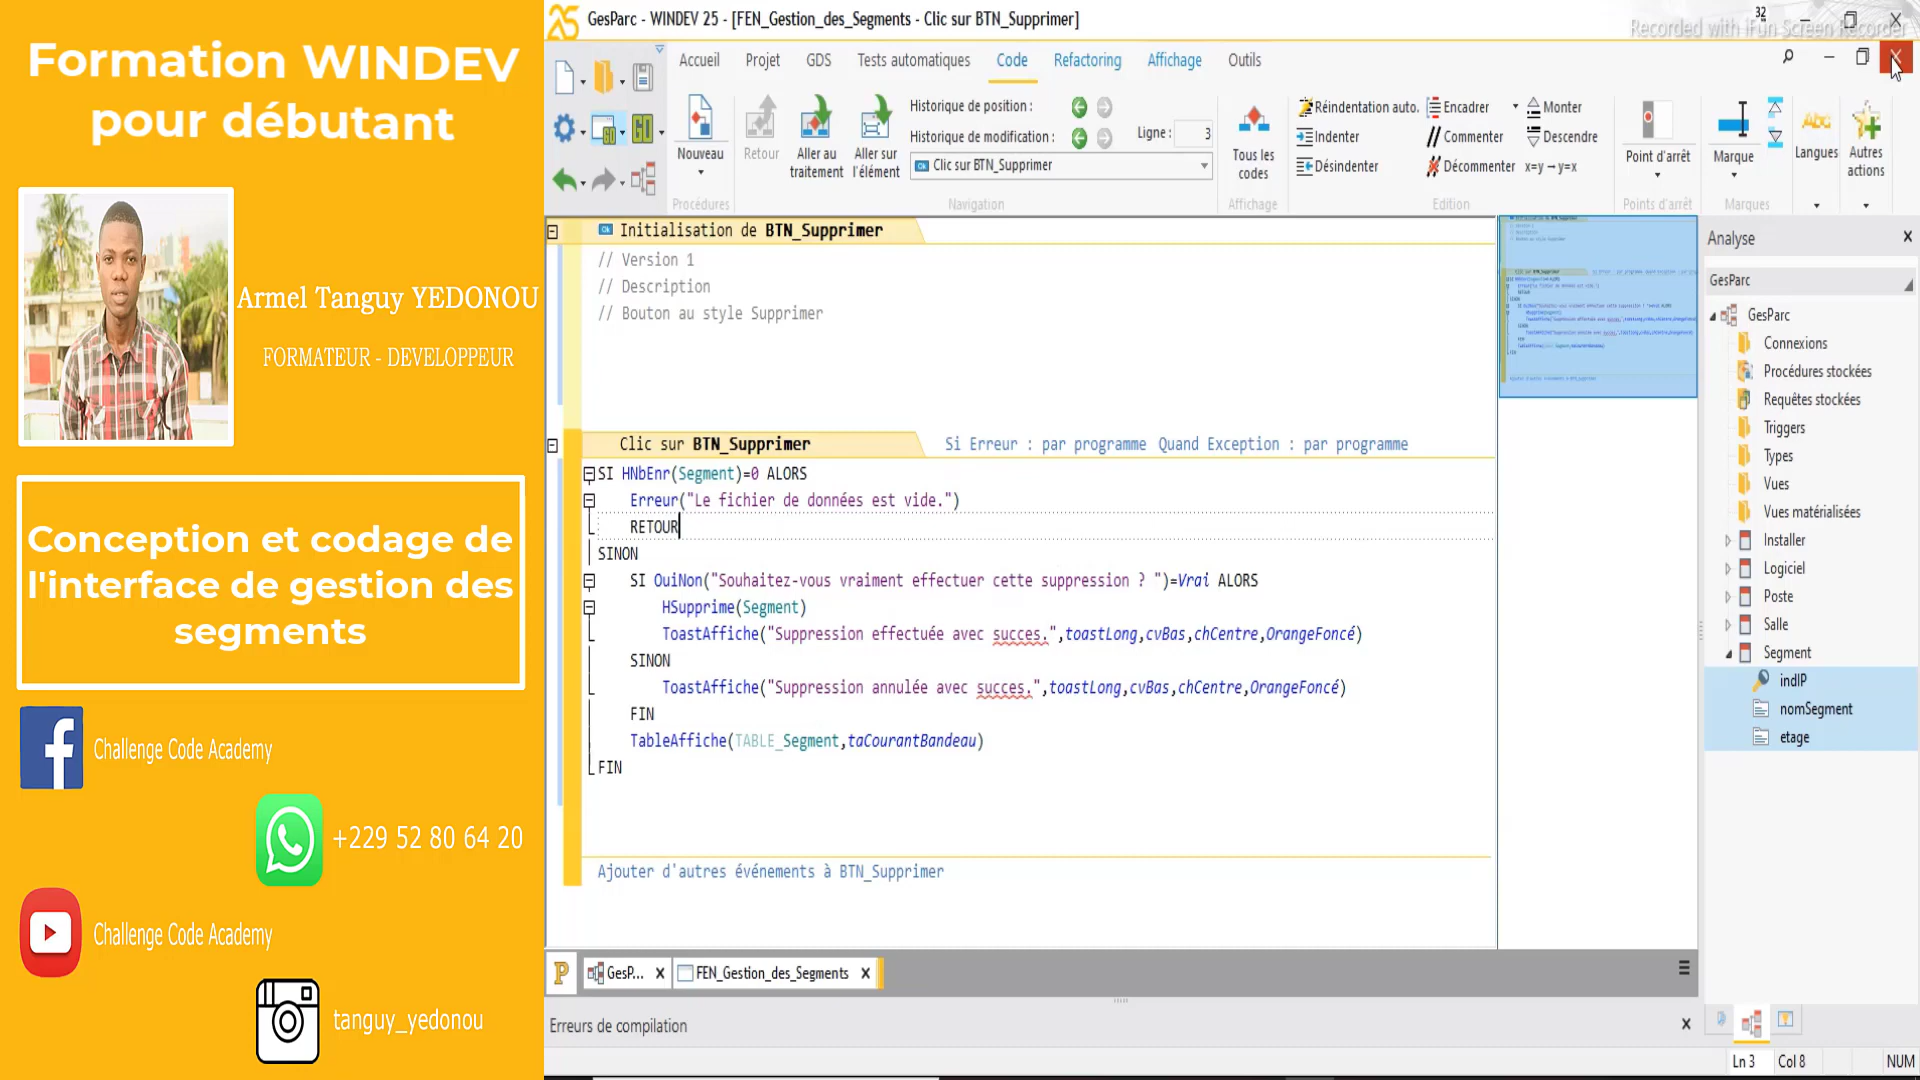 Formation WINDEV
pour débutant
Armel Tanguy YEDONOU
FORMATEUR - DEVELOPPEUR
Conception et codage de
l'interface de gestion des
segments
Challenge Code Academy
+229 52 80 64 20
Challenge Code Academy
tanguy_yedonou
GesParc - WINDEV 25 - [FEN_Gestion_des_Segments - Clic sur BTN_Supprimer]
32
Recorded with iFun Screen Recorder
Accueil Projet GDS Tests automatiques Code Refactoring Affichage Outils
Nouveau
Retour
Aller au
traitement
Aller sur
l'élément
Historique de position :
Historique de modification :
Ligne : 3
Clic sur BTN_Supprimer
Tous les
codes
Réindentation auto.
Indenter
Désindenter
Encadrer
// Commenter
Décommenter
Monter
Descendre
x=y→y=x
Point d'arrêt
Marque
Langues
Autres
actions
Procédures
Navigation
Affichage
Edition
Points d'arrêt
Marques
Initialisation de BTN_Supprimer
// Version 1
// Description
// Bouton au style Supprimer
Clic sur BTN_Supprimer Si Erreur : par programme Quand Exception : par programme
SI HNbEnr(Segment)=0 ALORS
Erreur("Le fichier de données est vide.")
RETOUR
SINON
SI OuiNon("Souhaitez-vous vraiment effectuer cette suppression ? ")=Vrai ALORS
HSupprime(Segment)
ToastAffiche("Suppression effectuée avec succes.",toastLong,cvBas,chCentre,OrangeFoncé)
SINON
ToastAffiche("Suppression annulée avec succes.",toastLong,cvBas,chCentre,OrangeFoncé)
FIN
TableAffiche(TABLE_Segment,taCourantBandeau)
FIN
Ajouter d'autres événements à BTN_Supprimer
Analyse
GesParc
GesParc
Connexions
Procédures stockées
Requêtes stockées
Triggers
Types
Vues
Vues matérialisées
Installer
Logiciel
Poste
Salle
Segment
indIP
nomSegment
etage
GesP...
FEN_Gestion_des_Segments
Erreurs de compilation
Ln 3 Col 8 NUM